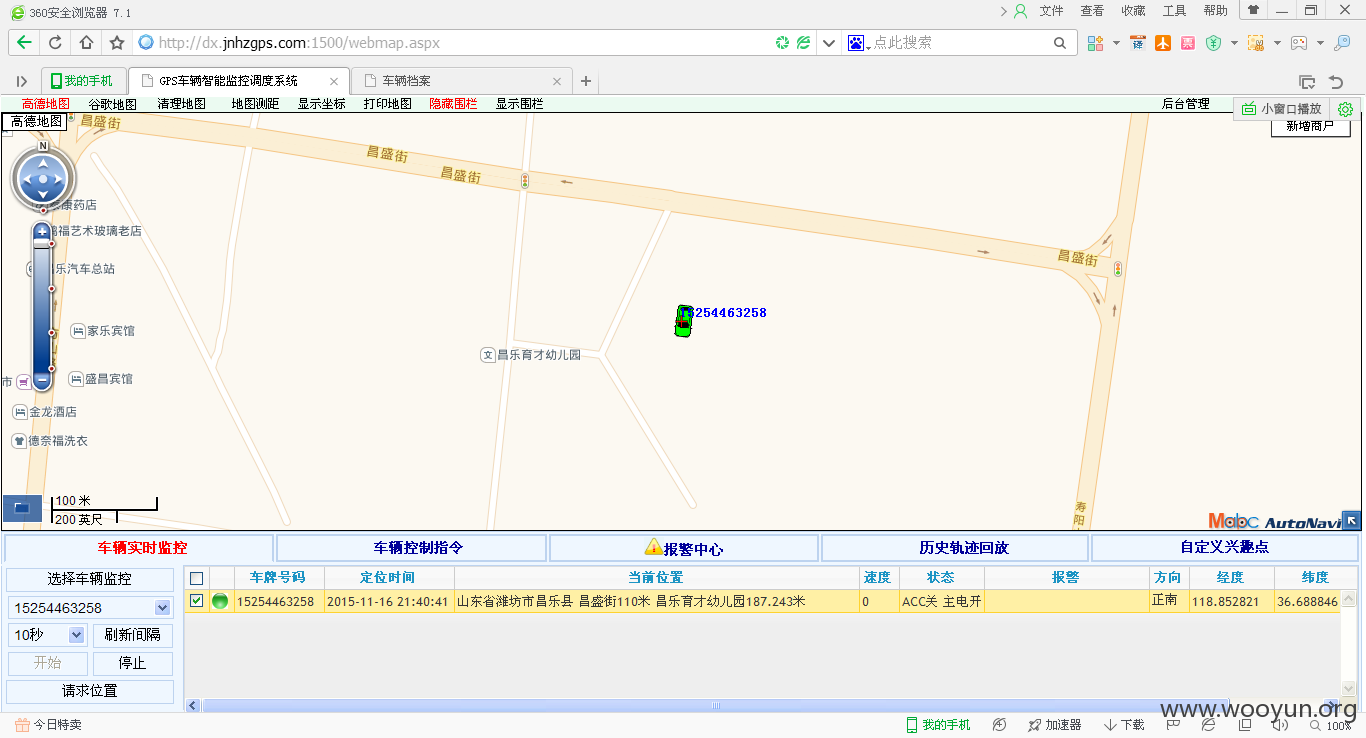 360安全浏览器 7.1
文件 查看 收藏 工具 帮助
http://dx.jnhzgps.com:1500/webmap.aspx
点此搜索
我的手机
GPS车辆智能监控调度系统
车辆档案
高德地图 谷歌地图 清理地图 地图测距 显示坐标 打印地图 隐藏围栏 显示围栏 后台管理
小窗口播放
高德地图
新增商户
昌盛街
昌盛街
昌盛街
昌盛街
N
康药店
福艺术玻璃老店
乐汽车总站
家乐宾馆
盛昌宾馆
市
金龙酒店
德奈福洗衣
昌乐育才幼儿园
15254463258
寿阳
100 米
200 英尺
Mabc AutoNavi
车辆实时监控 车辆控制指令 报警中心 历史轨迹回放 自定义兴趣点
选择车辆监控
15254463258
10秒 刷新间隔
开始 停止
请求位置
车牌号码 定位时间 当前位置 速度 状态 报警 方向 经度 纬度
15254463258 2015-11-16 21:40:41 山东省潍坊市昌乐县 昌盛街110米 昌乐育才幼儿园187.243米 0 ACC关 主电开 正南 118.852821 36.688846
www.wooyun.org
今日特卖
我的手机 加速器 下载 100%